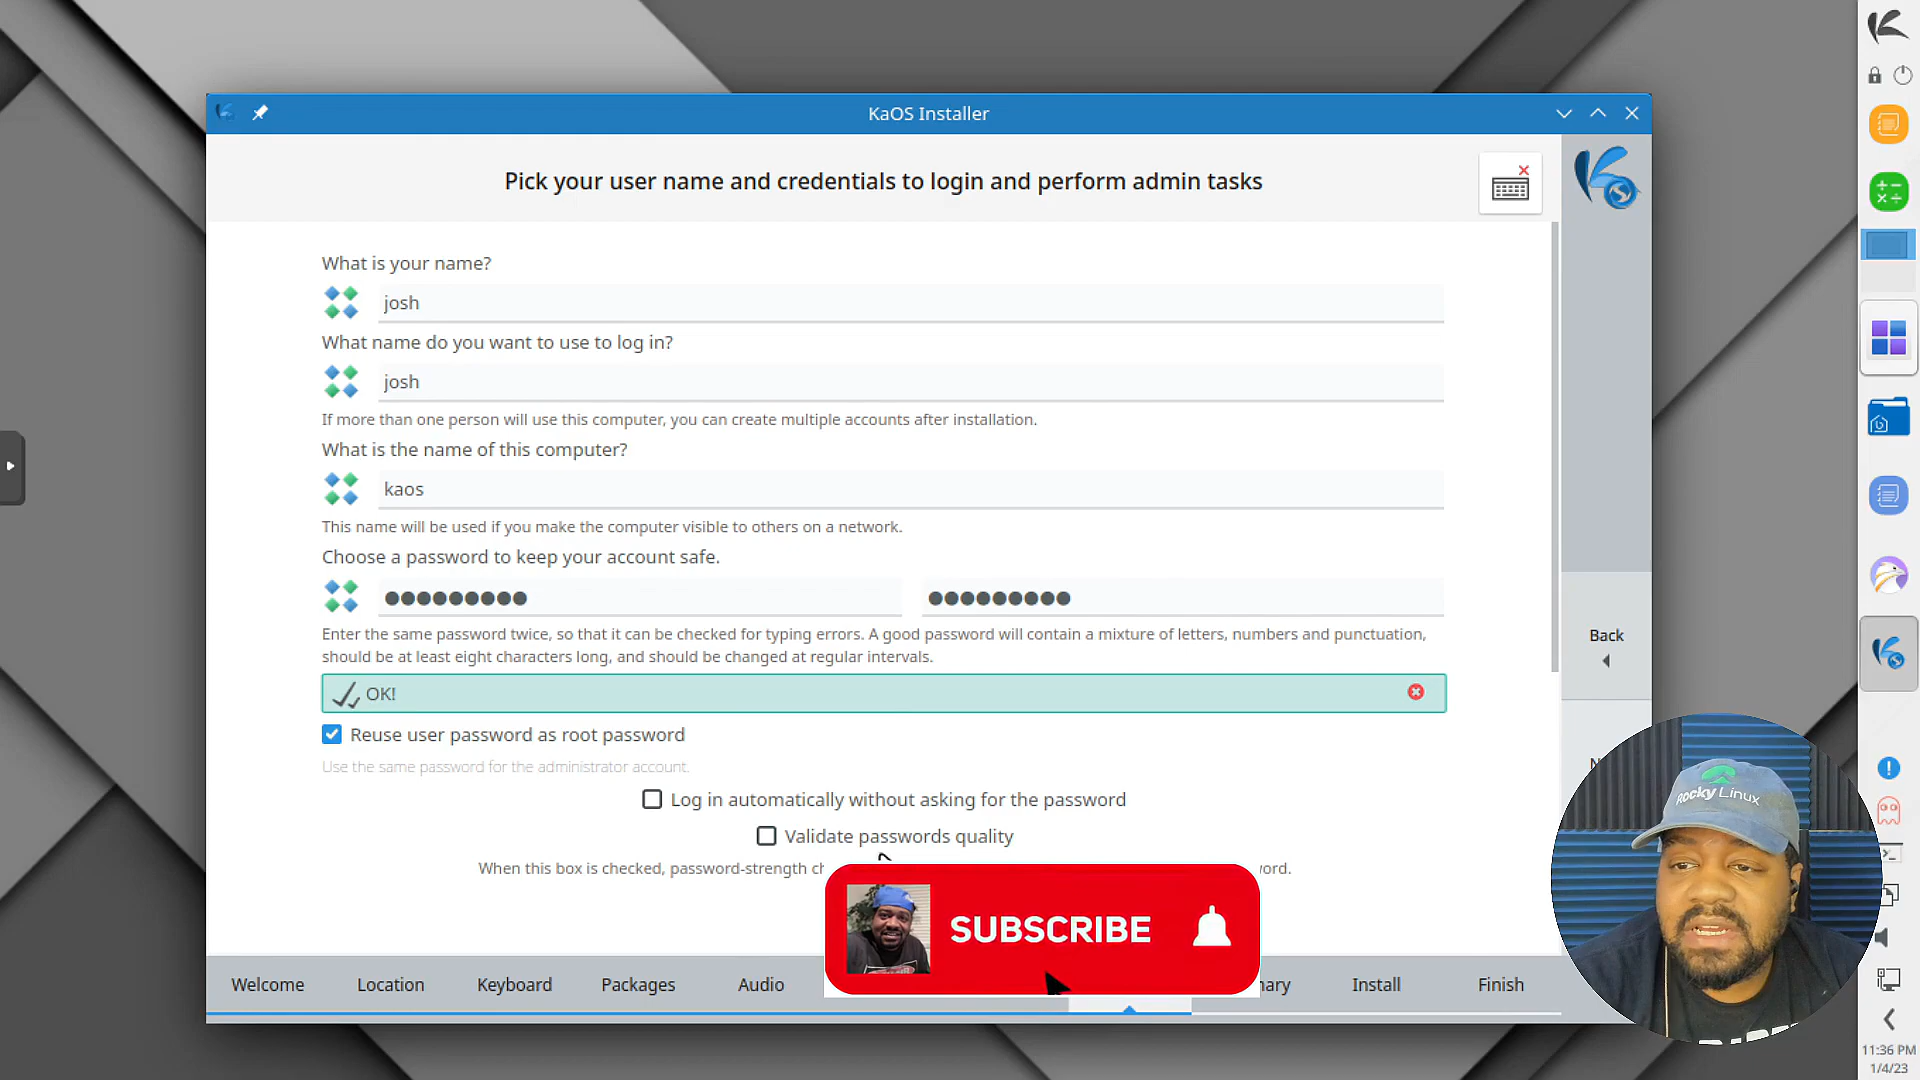 KaOS Installer
Pick your user name and credentials to login and perform admin tasks
What is your name?
josh
What name do you want to use to log in?
josh
If more than one person will use this computer, you can create multiple accounts after installation.
What is the name of this computer?
kaos
This name will be used if you make the computer visible to others on a network.
Choose a password to keep your account safe.
Enter the same password twice, so that it can be checked for typing errors. A good password will contain a mixture of letters, numbers and punctuation,
should be at least eight characters long, and should be changed at regular intervals.
OK!
Reuse user password as root password
Use the same password for the administrator account.
Log in automatically without asking for the password
Validate passwords quality
When this box is checked, password-strength
Back
SUBSCRIBE
Rocky Linux
Welcome
Location
Keyboard
Packages
Audio
Install
Finish
11:36 PM
1/4/23